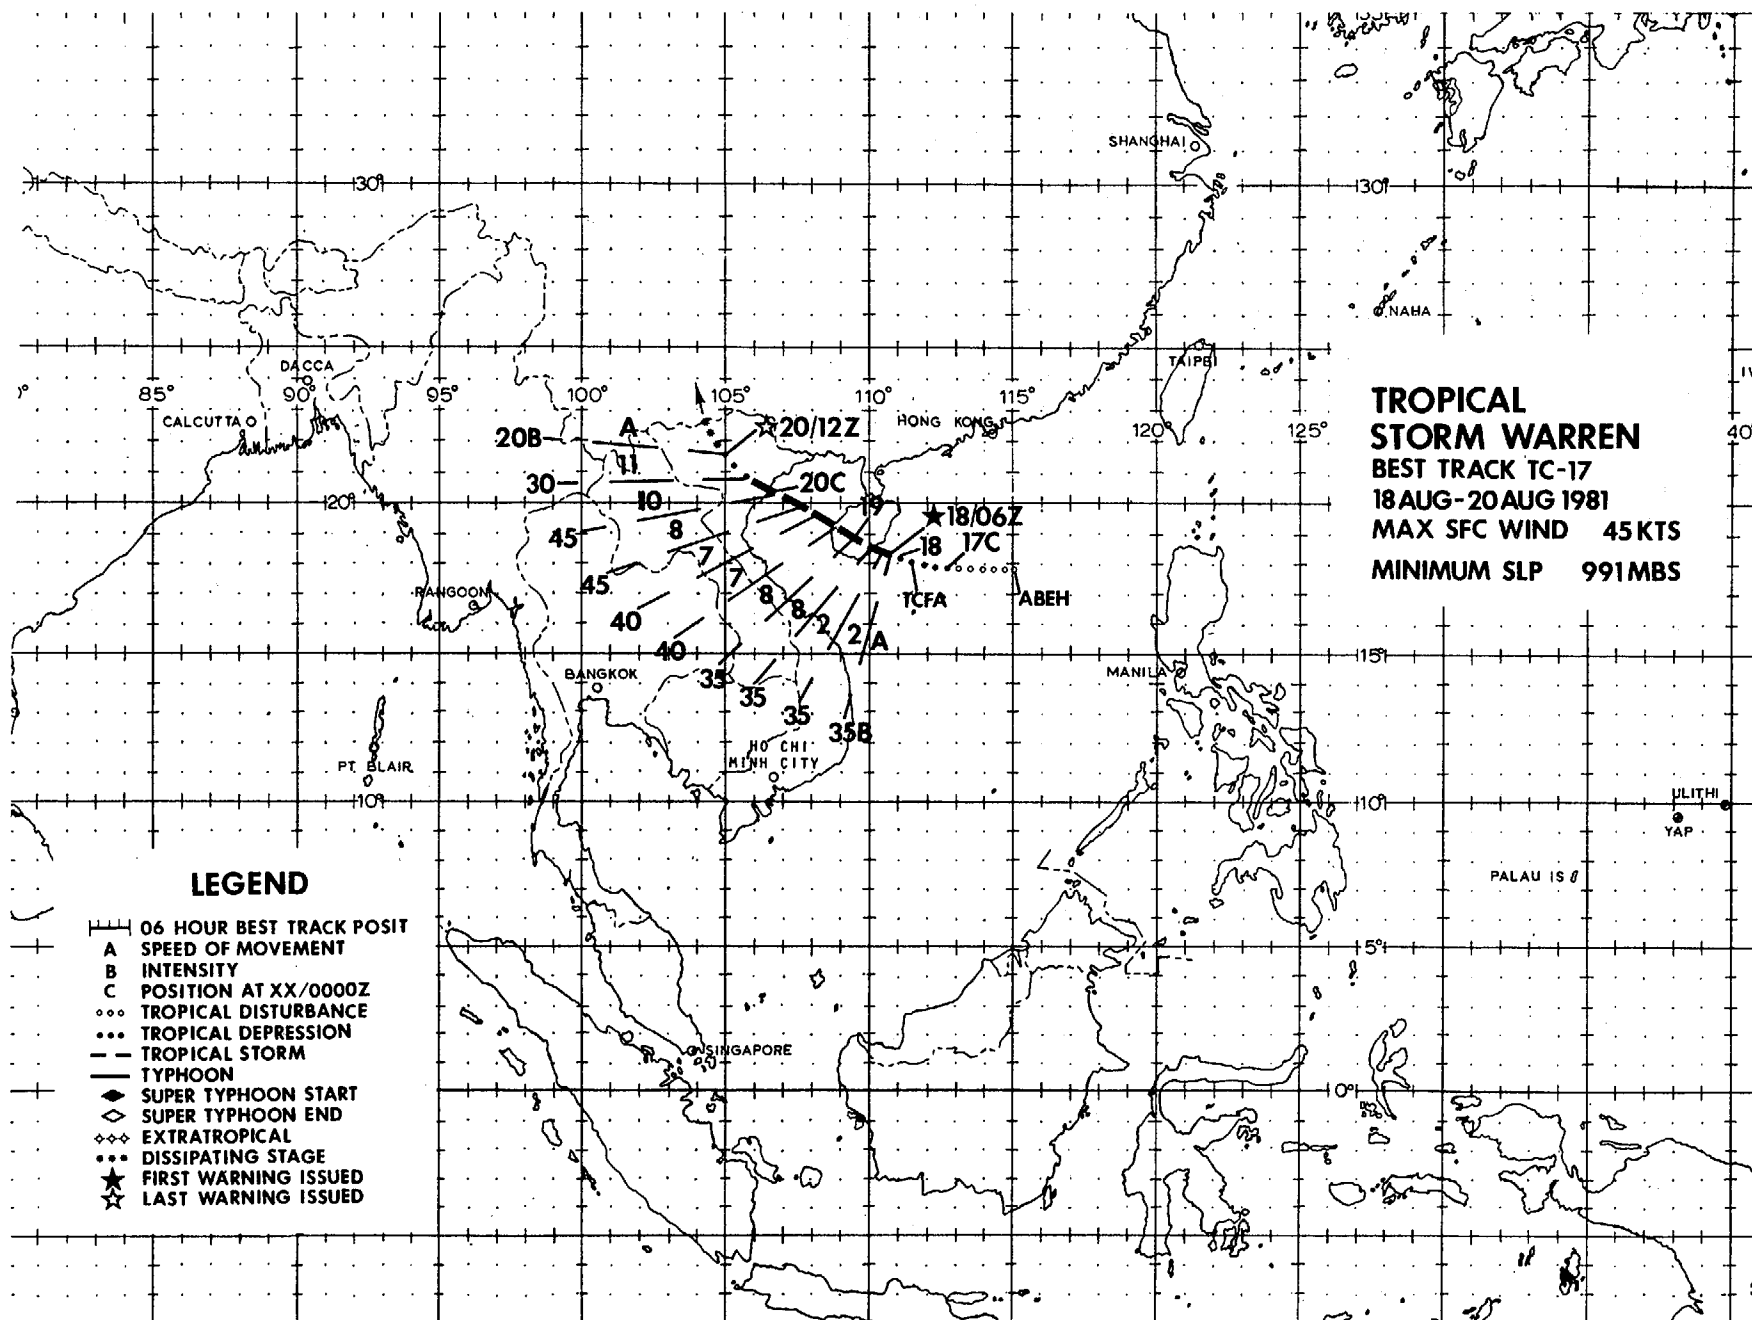 SHANGHAI
30°
30°
NAHA
DACCA
TAIPEI
85°
90°
95°
100°
105°
110°
120°
125°
CALCUTTA
HONG KONG
TROPICAL
STORM WARREN
BEST TRACK TC-17
18 AUG-20 AUG 1981
MAX SFC WIND 45 KTS
MINIMUM SLP 991 MBS
A
20/12Z
20B
11
30
10
20C
20°
19
18/06Z
45
8
18
17C
45
7
7
RANGOON
8
8
TCFA
ABEH
40
2
2
A
40
15°
BANGKOK
35
35
35
35B
MANILA
HO CHI
MINH CITY
PT. BLAIR
10°
10°
ULITHI
YAP
PALAU IS
LEGEND
06 HOUR BEST TRACK POSIT
A SPEED OF MOVEMENT
B INTENSITY
C POSITION AT XX/0000Z
TROPICAL DISTURBANCE
TROPICAL DEPRESSION
TROPICAL STORM
TYPHOON
SUPER TYPHOON START
SUPER TYPHOON END
EXTRATROPICAL
DISSIPATING STAGE
FIRST WARNING ISSUED
LAST WARNING ISSUED
5°
SINGAPORE
0°